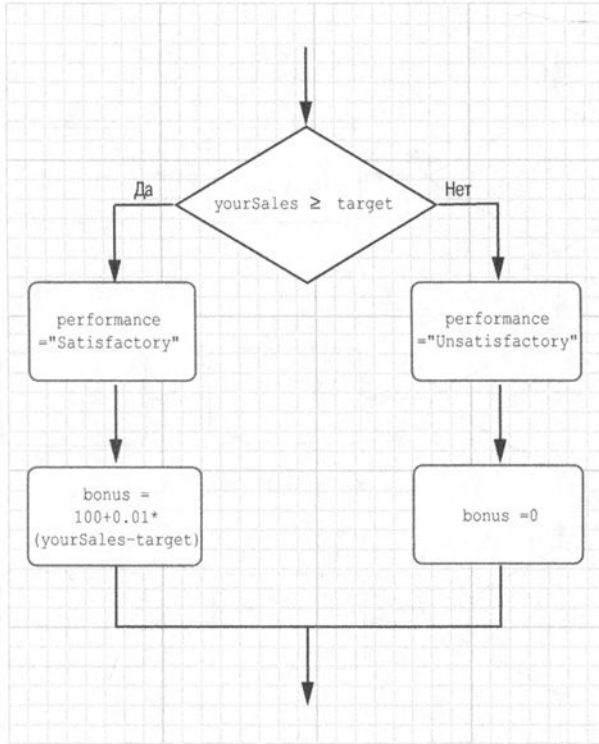 yourSales ≥ target
Да
Нет
performance
="Satisfactory"
performance
="Unsatisfactory"
bonus =
100+0.01*
(yourSales-target)
bonus =0